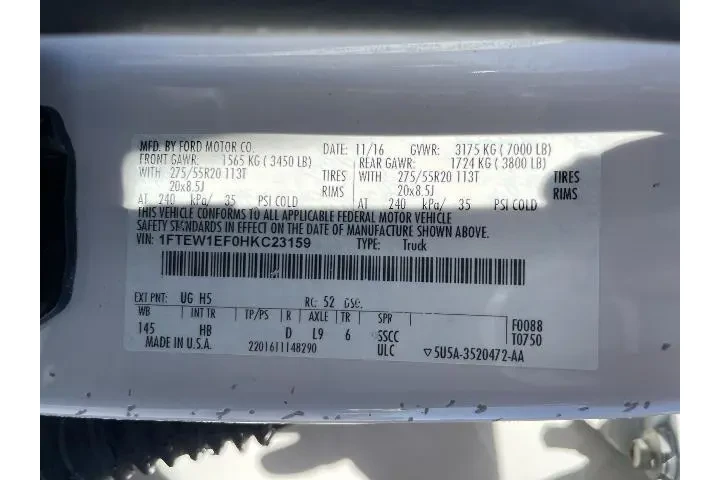 MFD. BY FORD MOTOR CO. DATE: 11/16 GVWR: 3175 KG (7000 LB)
FRONT GAWR: 1565 KG (3450 LB) REAR GAWR: 1724 KG (3800 LB)
WITH 275/55R20 113T TIRES WITH 275/55R20 113T TIRES
20x8.5J RIMS 20x8.5J RIMS
AT 240 kPa/ 35 PSI COLD AT 240 kPa/ 35 PSI COLD
THIS VEHICLE CONFORMS TO ALL APPLICABLE FEDERAL MOTOR VEHICLE
SAFETY STANDARDS IN EFFECT ON THE DATE OF MANUFACTURE SHOWN ABOVE.
VIN: 1FTEW1EF0HKC23159 TYPE: Truck
EXT PNT: UG H5 RC: 52 DSO:
WB INT TR TP/PS R AXLE TR SPR F0088
145 HB D L9 6 SSCC T0750
MADE IN U.S.A. 2201611148290 ULC ▽5U5A-3520472-AA